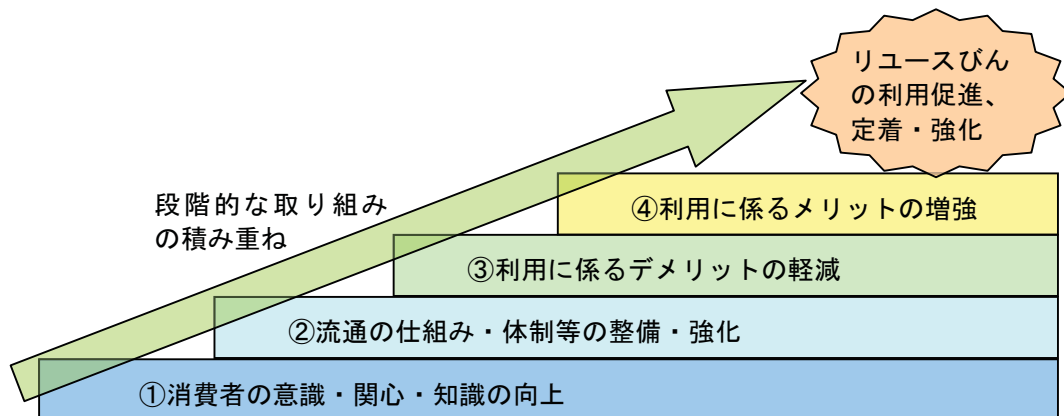 リユースびん
の利用促進、
定着・強化
段階的な取り組み
の積み重ね
④利用に係るメリットの増強
③利用に係るデメリットの軽減
②流通の仕組み・体制等の整備・強化
①消費者の意識・関心・知識の向上